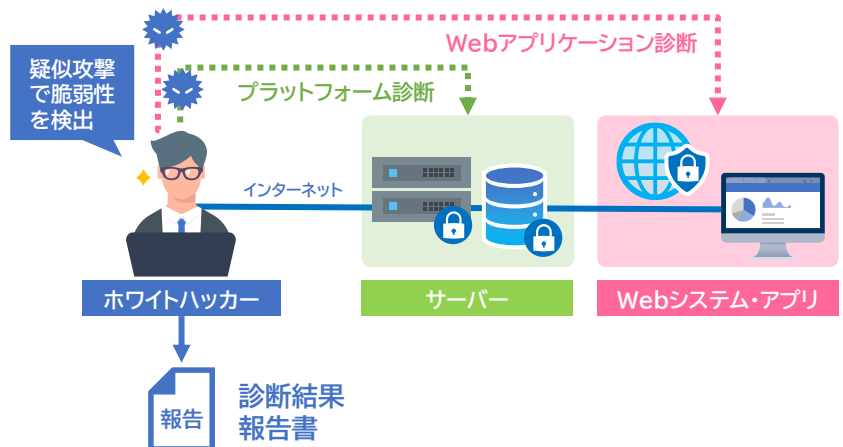 Webアプリケーション診断
疑似攻撃
で脆弱性
を検出
プラットフォーム診断
インターネット
ホワイトハッカー
サーバー
Webシステム・アプリ
報告
診断結果
報告書